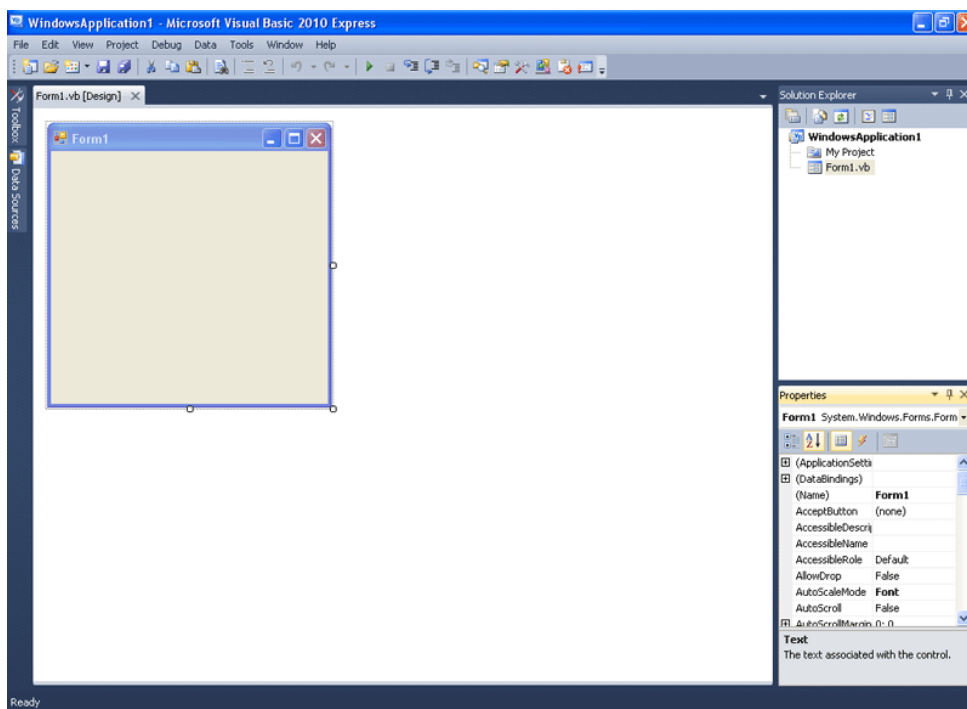 WindowsApplication1 - Microsoft Visual Basic 2010 Express
File Edit View Project Debug Data Tools Window Help
Form1.vb [Design]
Toolbox
Data Sources
Form1
Solution Explorer
WindowsApplication1
My Project
Form1.vb
Properties
Form1 System.Windows.Forms.Form
(ApplicationSetti
(DataBindings)
(Name) Form1
AcceptButton (none)
AccessibleDescri
AccessibleName
AccessibleRole Default
AllowDrop False
AutoScaleMode Font
AutoScroll False
AutoScrollMargin 0; 0
Text
The text associated with the control.
Ready